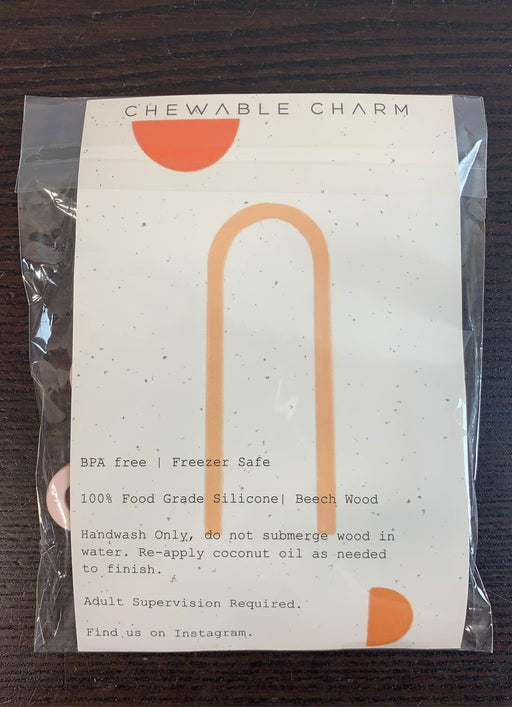 CHEWABLE CHARM
BPA free | Freezer Safe
100% Food Grade Silicone| Beech Wood
Handwash Only, do not submerge wood in
water. Re-apply coconut oil as needed
to finish.
Adult Supervision Required.
Find us on Instagram.